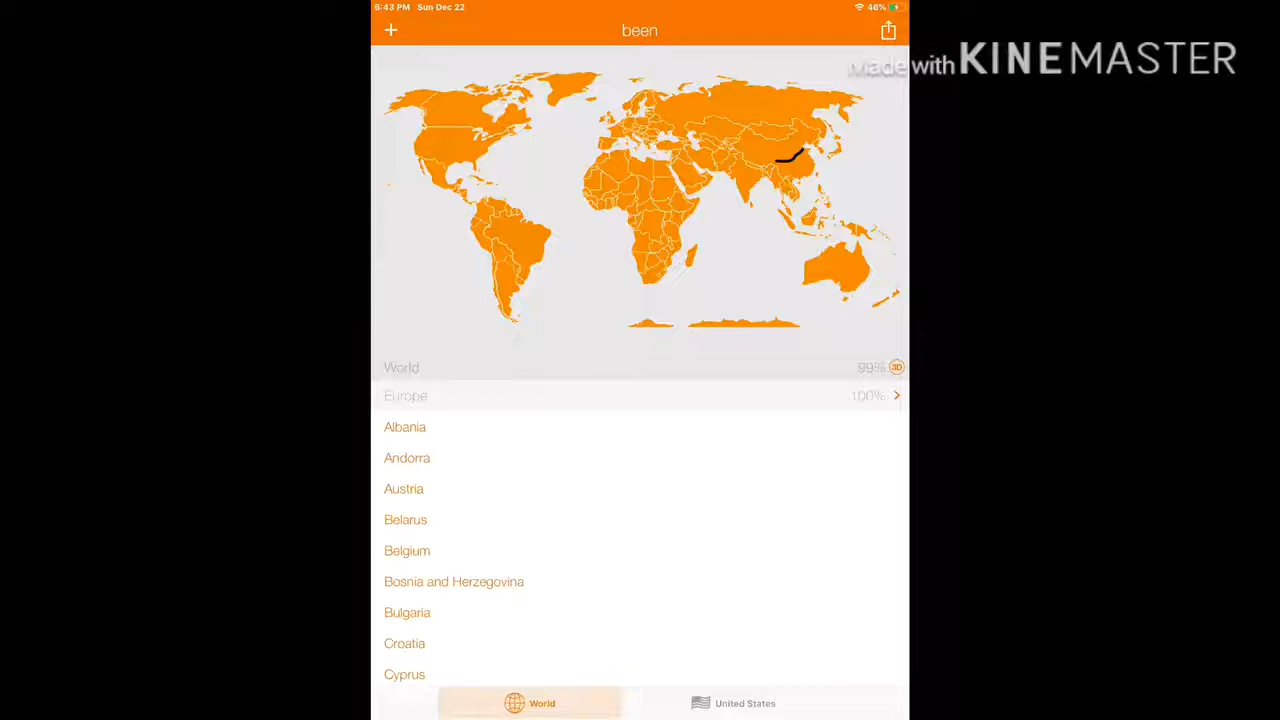 6:43 PM Sun Dec 22
46%
been
Made with KINEMASTER
World 99% 3D
Europe 100%
Albania
Andorra
Austria
Belarus
Belgium
Bosnia and Herzegovina
Bulgaria
Croatia
Cyprus
World
United States